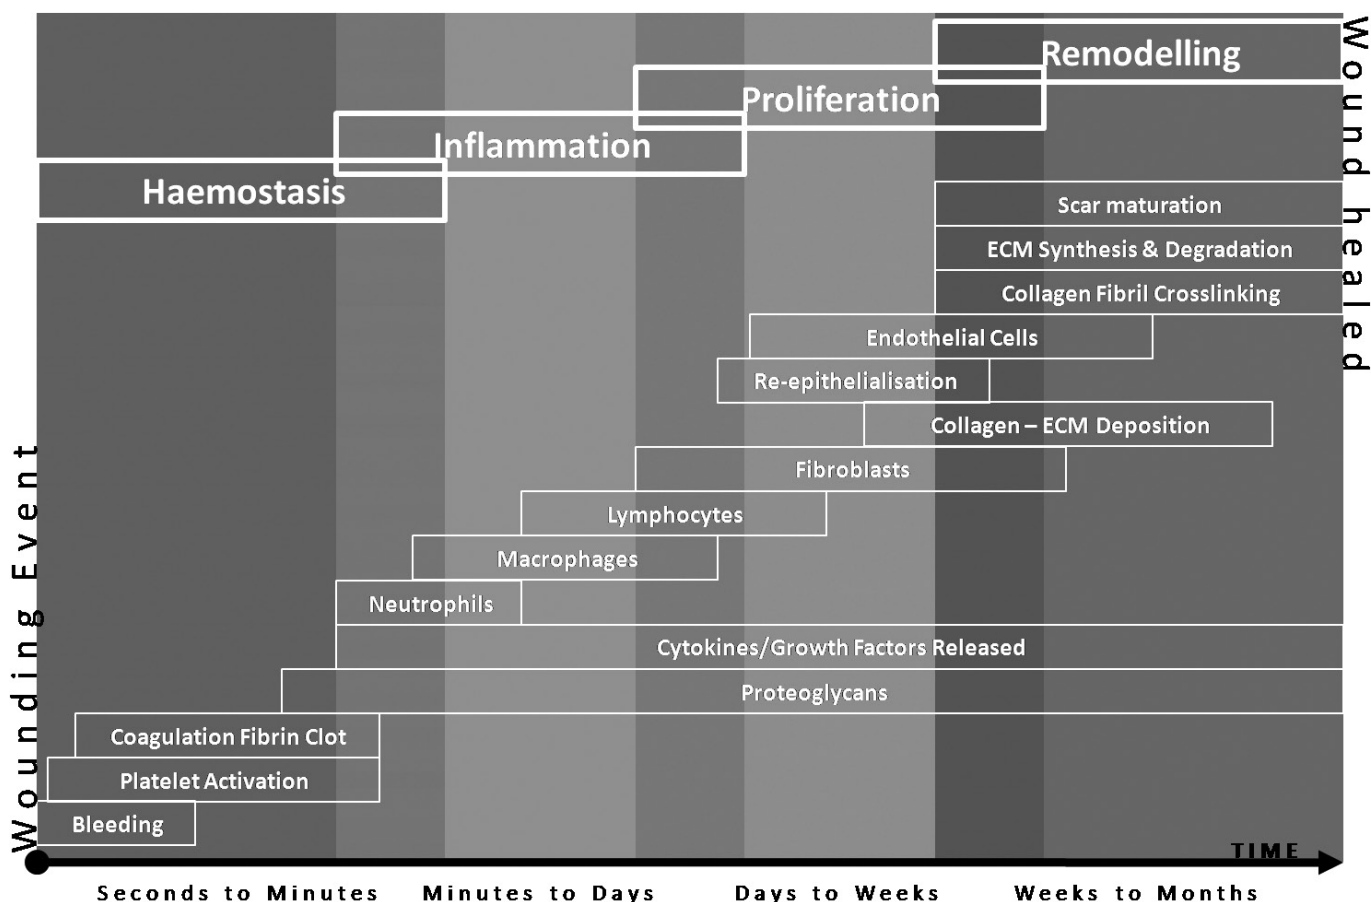 Remodelling
Proliferation
Inflammation
Haemostasis
Scar maturation
ECM Synthesis & Degradation
Collagen Fibril Crosslinking
Endothelial Cells
Re-epithelialisation
Collagen – ECM Deposition
Fibroblasts
Lymphocytes
Macrophages
Neutrophils
Cytokines/Growth Factors Released
Proteoglycans
Coagulation Fibrin Clot
Platelet Activation
Bleeding
Wounding Event
Wound healed
TIME
Seconds to Minutes
Minutes to Days
Days to Weeks
Weeks to Months